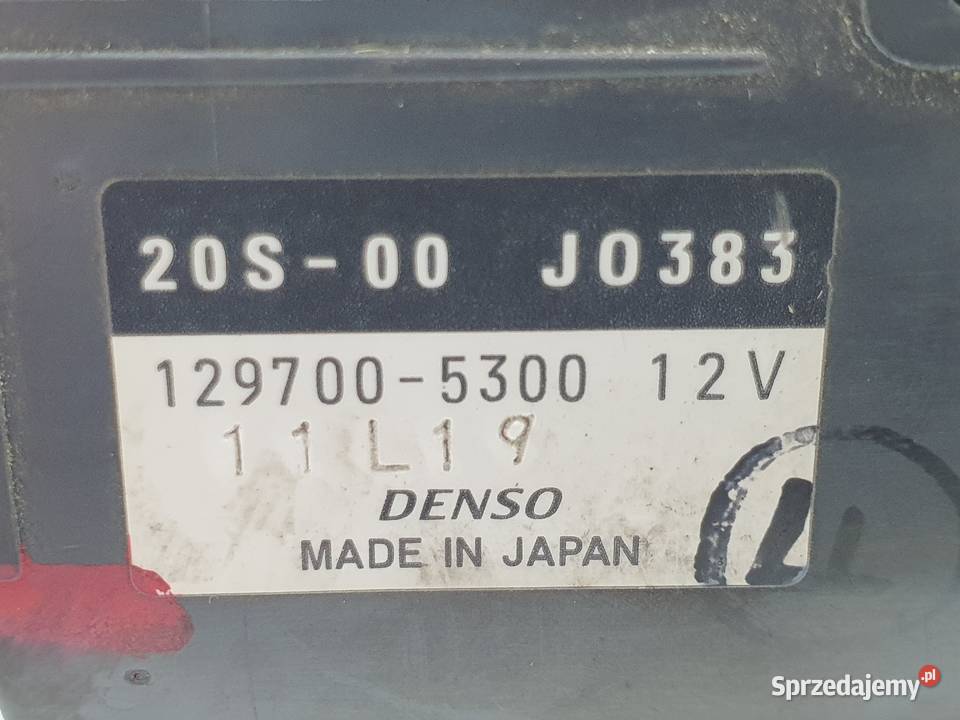 20S-00 J0383
129700-5300 12V
11L19
DENSO
MADE IN JAPAN
Sprzedajemy.pl